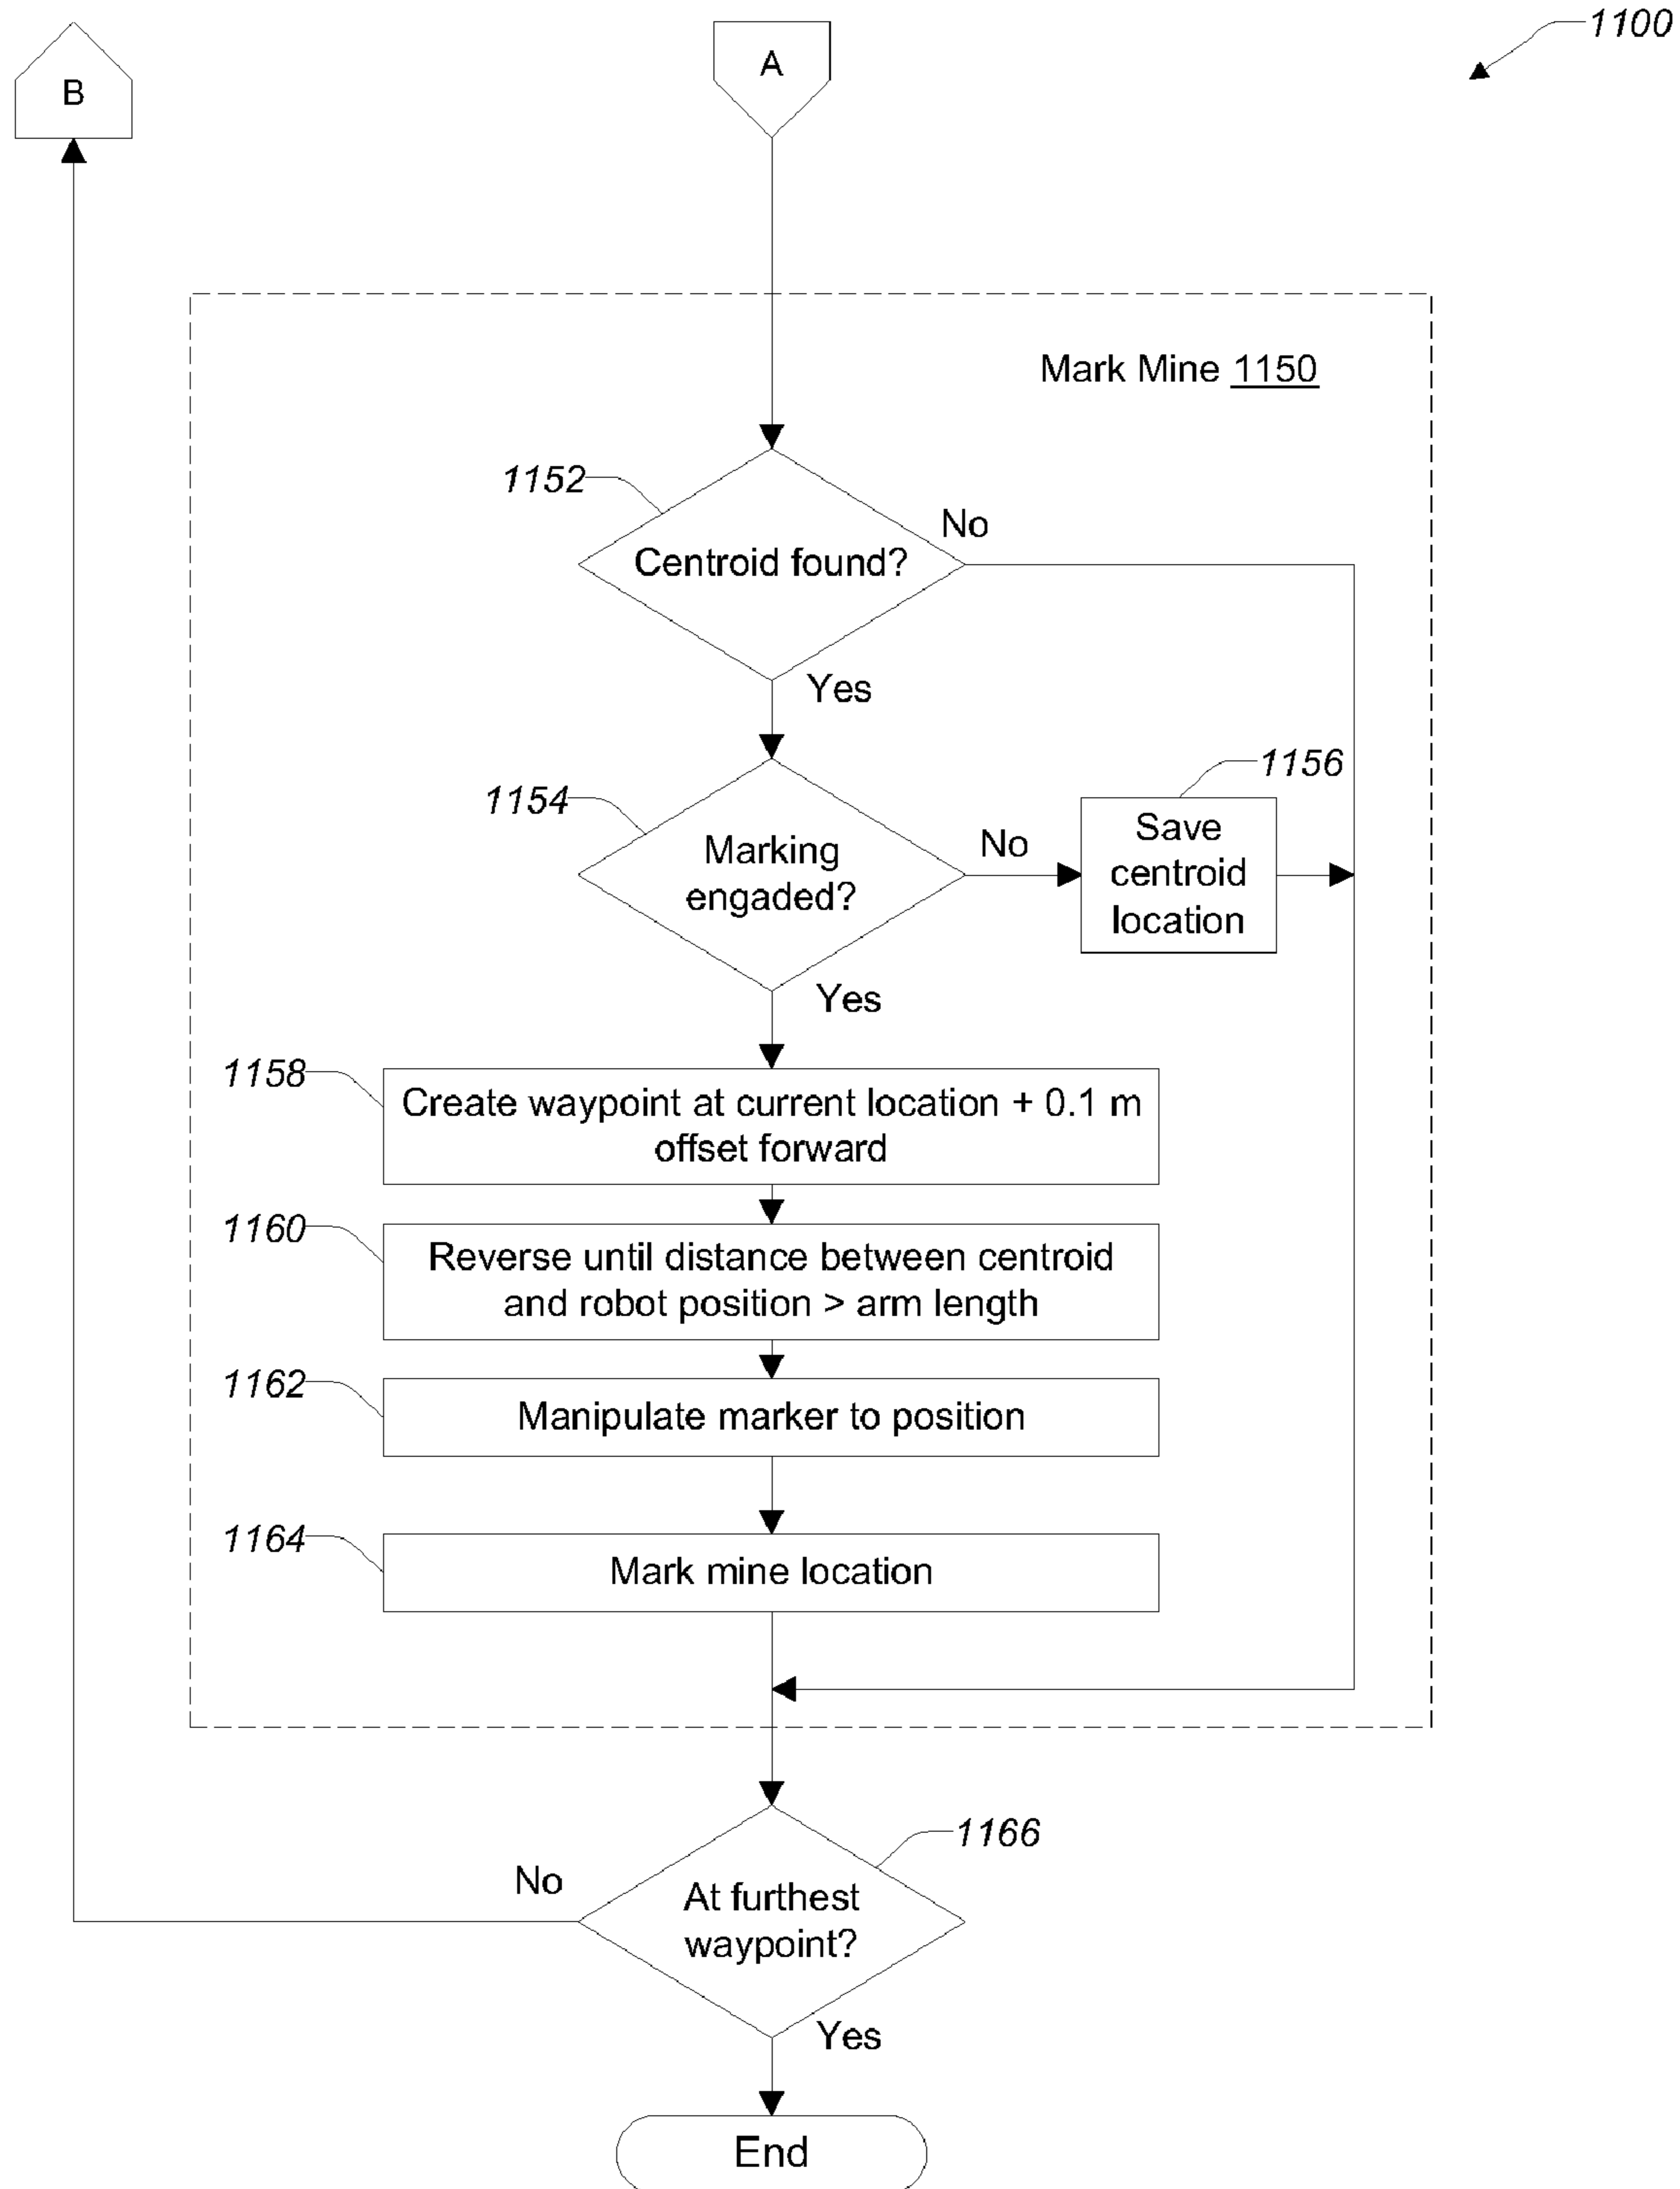 1100
B
A
Mark Mine 1150
1152
No
Centroid found?
Yes
1156
1154
Marking
engaded?
No
Save
centroid
location
Yes
1158
Create waypoint at current location + 0.1 m
offset forward
1160
Reverse until distance between centroid
and robot position > arm length
1162
Manipulate marker to position
1164
Mark mine location
1166
No
At furthest
waypoint?
Yes
End